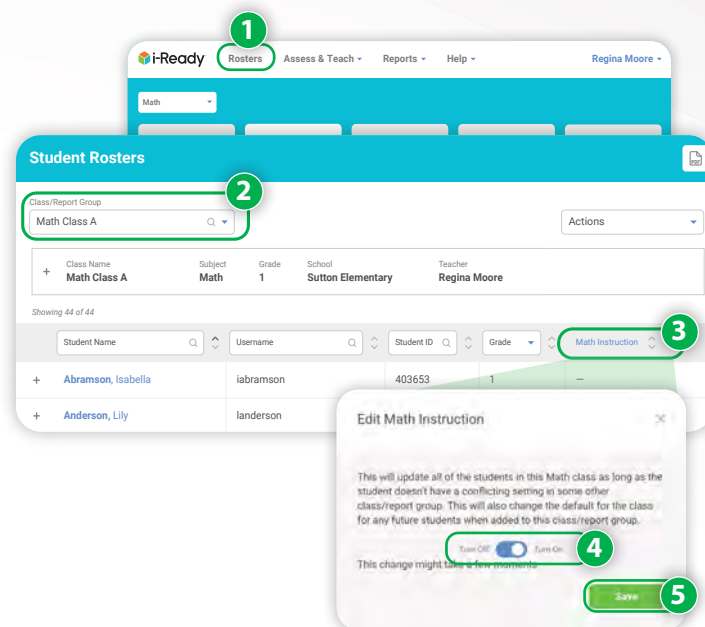 1
i-Ready Rosters Assess & Teach Reports Help Regina Moore
Math
Student Rosters
PDF
Class/Report Group
2
Math Class A Actions
Class Name Subject Grade School Teacher
+ Math Class A Math 1 Sutton Elementary Regina Moore
Showing 44 of 44
3
Student Name Username Student ID Grade Math Instruction
+ Abramson, Isabella iabramson 403653 1 —
+ Anderson, Lily landerson
Edit Math Instruction ×
This will update all of the students in this Math class as long as the
student doesn't have a conflicting setting in some other
class/report group. This will also change the default for the class
for any future students when added to this class/report group.
Turn Off Turn On 4
This change might take a few moments
Save 5